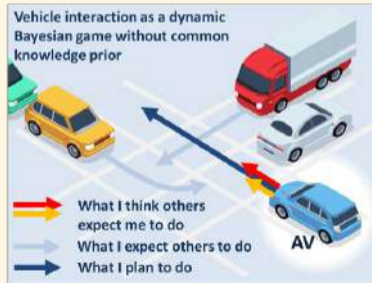 Vehicle interaction as a dynamic
Bayesian game without common
knowledge prior
What I think others
expect me to do
What I expect others to do
What I plan to do
AV